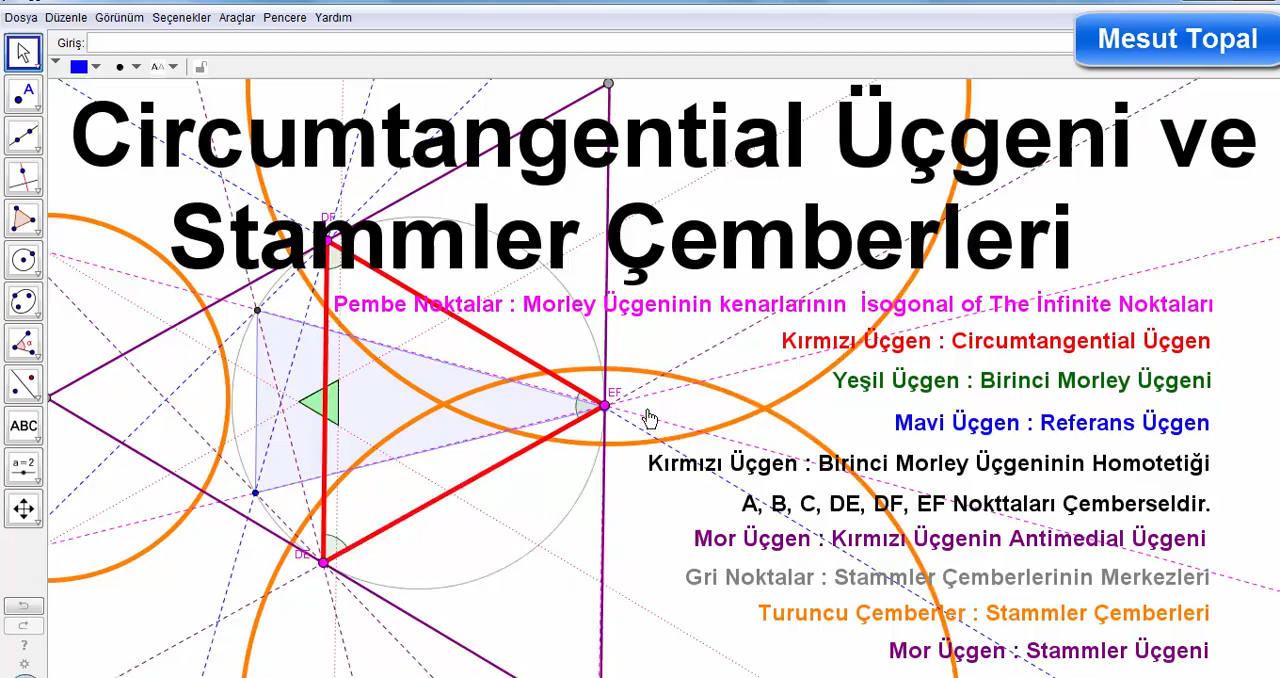 Dosya Düzenle Görünüm Seçenekler Araçlar Pencere Yardım
Mesut Topal
Giriş:
Circumtangential Üçgeni ve
Stammler Çemberleri
DF
Pembe Noktalar : Morley Üçgeninin kenarlarının İsogonal of The İnfinite Noktaları
Kırmızı Üçgen : Circumtangential Üçgen
Yeşil Üçgen : Birinci Morley Üçgeni
EF
Mavi Üçgen : Referans Üçgen
Kırmızı Üçgen : Birinci Morley Üçgeninin Homotetiği
A, B, C, DE, DF, EF Nokttaları Çemberseldir.
Mor Üçgen : Kırmızı Üçgenin Antimedial Üçgeni
DE
Gri Noktalar : Stammler Çemberlerinin Merkezleri
Turuncu Çemberler : Stammler Çemberleri
Mor Üçgen : Stammler Üçgeni
A
α
ABC
a=2